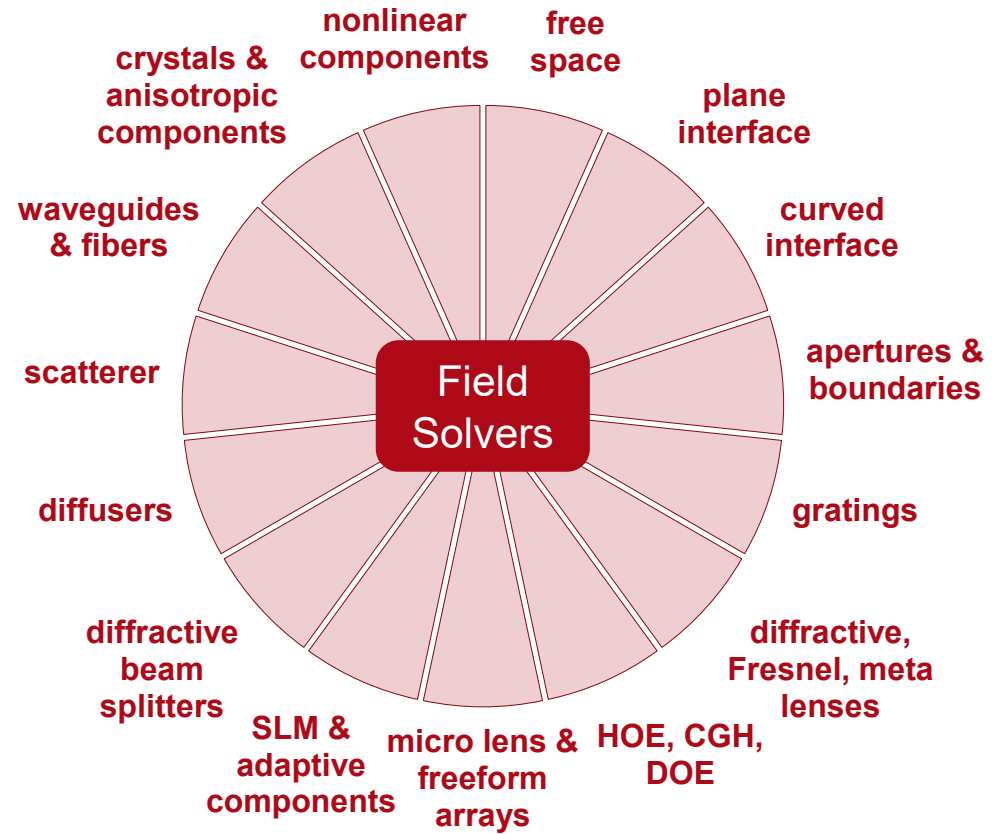 nonlinear
components
free
space
plane
interface
curved
interface
apertures &
boundaries
gratings
diffractive,
Fresnel, meta
lenses
HOE, CGH,
DOE
micro lens &
freeform
arrays
SLM &
adaptive
components
diffractive
beam
splitters
diffusers
scatterer
waveguides
& fibers
crystals &
anisotropic
components
Field
Solvers